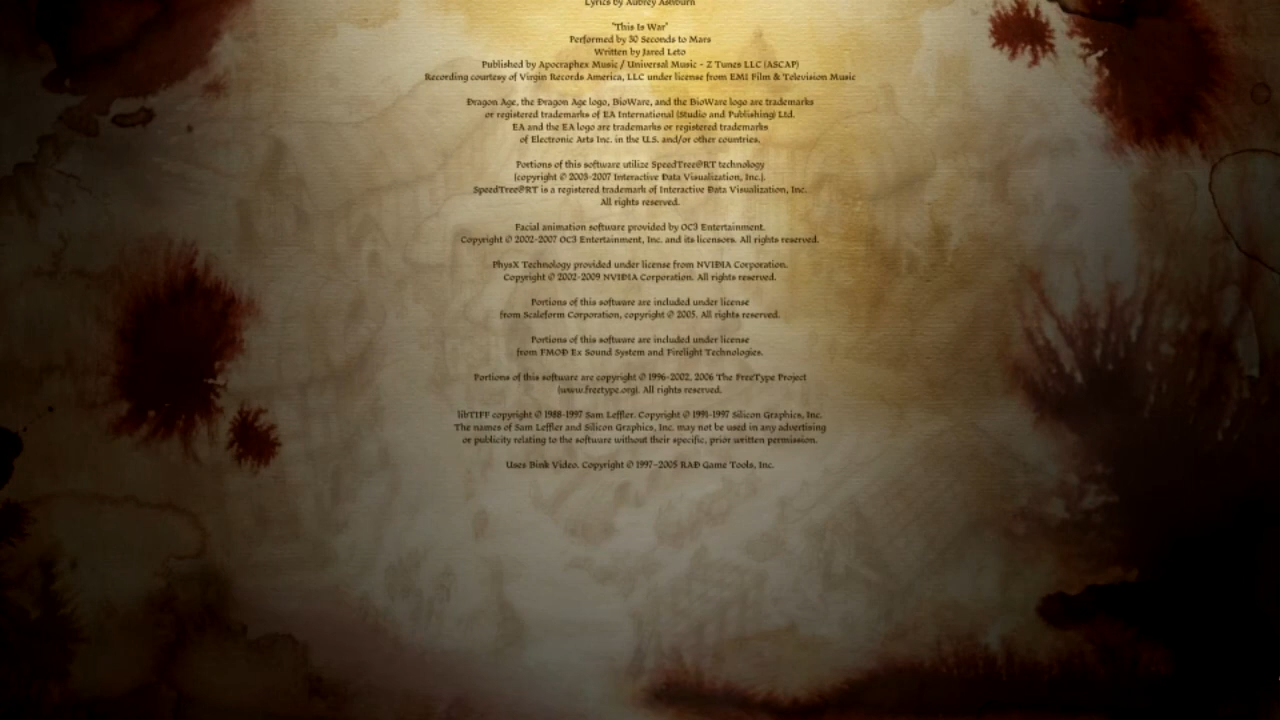 Lyrics by Aubrey Ashburn
"This Is War"
Performed by 30 Seconds to Mars
Written by Jared Leto
Published by Apocraphex Music / Universal Music - Z Tunes LLC (ASCAP)
Recording courtesy of Virgin Records America, LLC under license from EMI Film & Television Music
Dragon Age, the Dragon Age logo, BioWare, and the BioWare logo are trademarks
or registered trademarks of EA International (Studio and Publishing) Ltd.
EA and the EA logo are trademarks or registered trademarks
of Electronic Arts Inc. in the U.S. and/or other countries.
Portions of this software utilize SpeedTree®RT technology
(copyright © 2003-2007 Interactive Data Visualization, Inc.).
SpeedTree®RT is a registered trademark of Interactive Data Visualization, Inc.
All rights reserved.
Facial animation software provided by OC3 Entertainment.
Copyright © 2002-2007 OC3 Entertainment, Inc. and its licensors. All rights reserved.
PhysX Technology provided under license from NVIDIA Corporation.
Copyright © 2002-2009 NVIDIA Corporation. All rights reserved.
Portions of this software are included under license
from Scaleform Corporation, copyright © 2005. All rights reserved.
Portions of this software are included under license
from FMOD Ex Sound System and Firelight Technologies.
Portions of this software are copyright © 1996-2002, 2006 The FreeType Project
(www.freetype.org). All rights reserved.
libTIFF copyright © 1988-1997 Sam Leffler. Copyright © 1991-1997 Silicon Graphics, Inc.
The names of Sam Leffler and Silicon Graphics, Inc. may not be used in any advertising
or publicity relating to the software without their specific, prior written permission.
Uses Bink Video. Copyright © 1997-2005 RAD Game Tools, Inc.